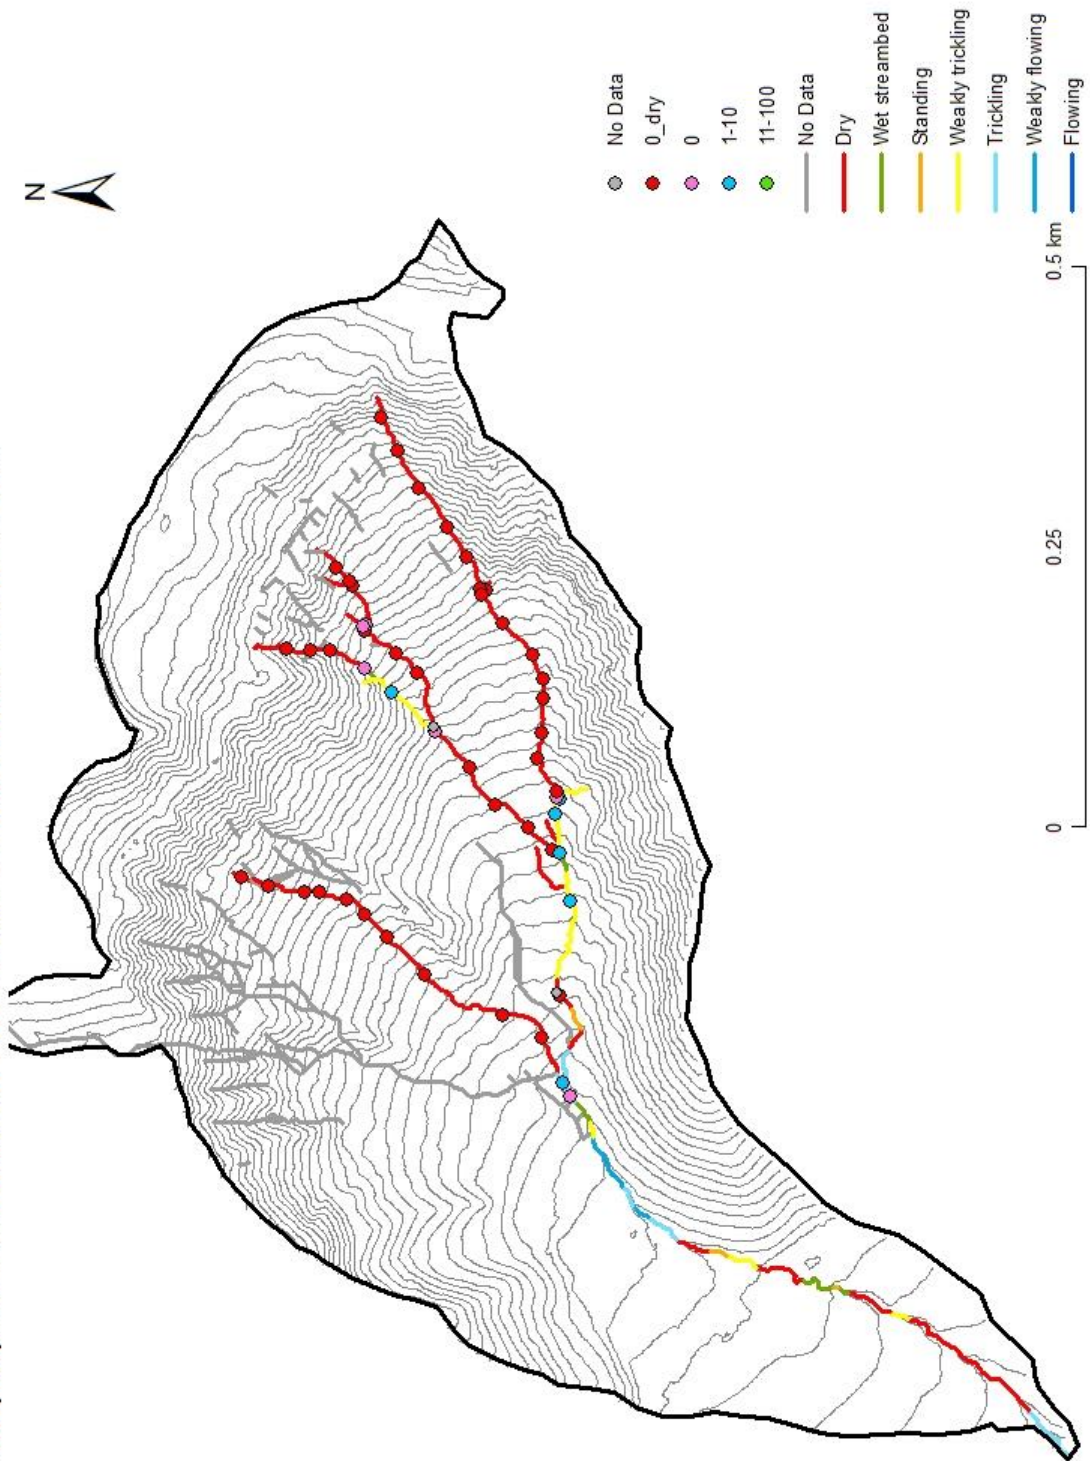 N
No Data
0_dry
0
1-10
11-100
No Data
Dry
Wet streambed
Standing
Weakly trickling
Trickling
Weakly flowing
Flowing
0 0.25 0.5 km